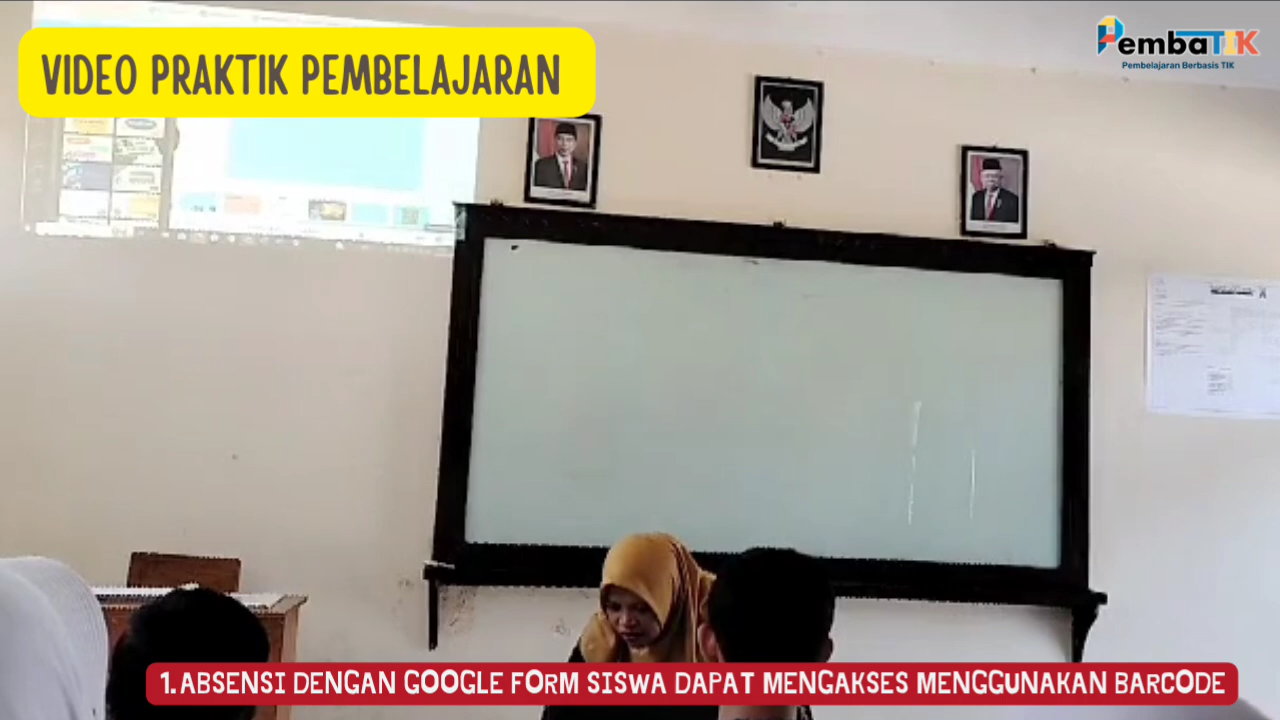 VIDEO PRAKTIK PEMBELAJARAN
PembaTIK
Pembelajaran Berbasis TIK
1. ABSENSI DENGAN GOOGLE FORM SISWA DAPAT MENGAKSES MENGGUNAKAN BARCODE